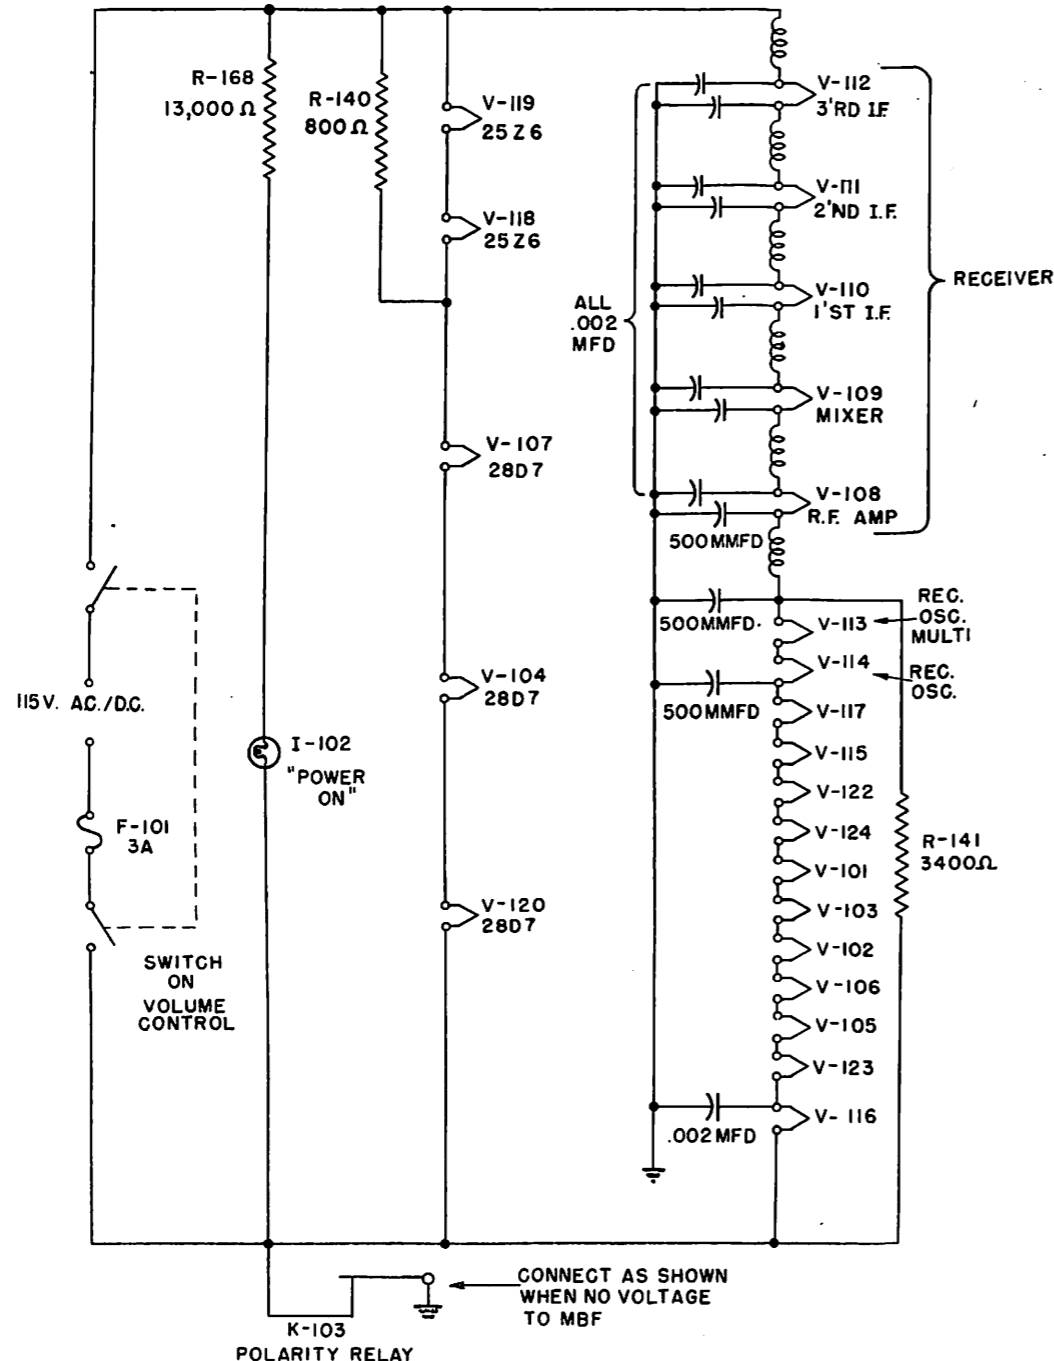 R-168
13,000 Ω
R-140
800 Ω
V-119
25Z6
V-118
25Z6
V-112
3'RD I.F.
V-111
2'ND I.F.
V-110
1'ST I.F.
RECEIVER
ALL
.002
MFD
V-109
MIXER
V-107
28D7
V-108
R.F. AMP
500MMFD
500MMFD.
V-113
REC.
OSC.
MULTI
V-114
REC.
OSC.
500MMFD
V-104
28D7
V-117
115V. A.C./D.C.
I-102
"POWER
ON"
V-115
V-122
F-101
3A
V-124
R-141
3400Ω
V-101
V-120
28D7
V-103
V-102
SWITCH
ON
VOLUME
CONTROL
V-106
V-105
V-123
V-116
.002MFD
CONNECT AS SHOWN
WHEN NO VOLTAGE
TO MBF
K-103
POLARITY RELAY